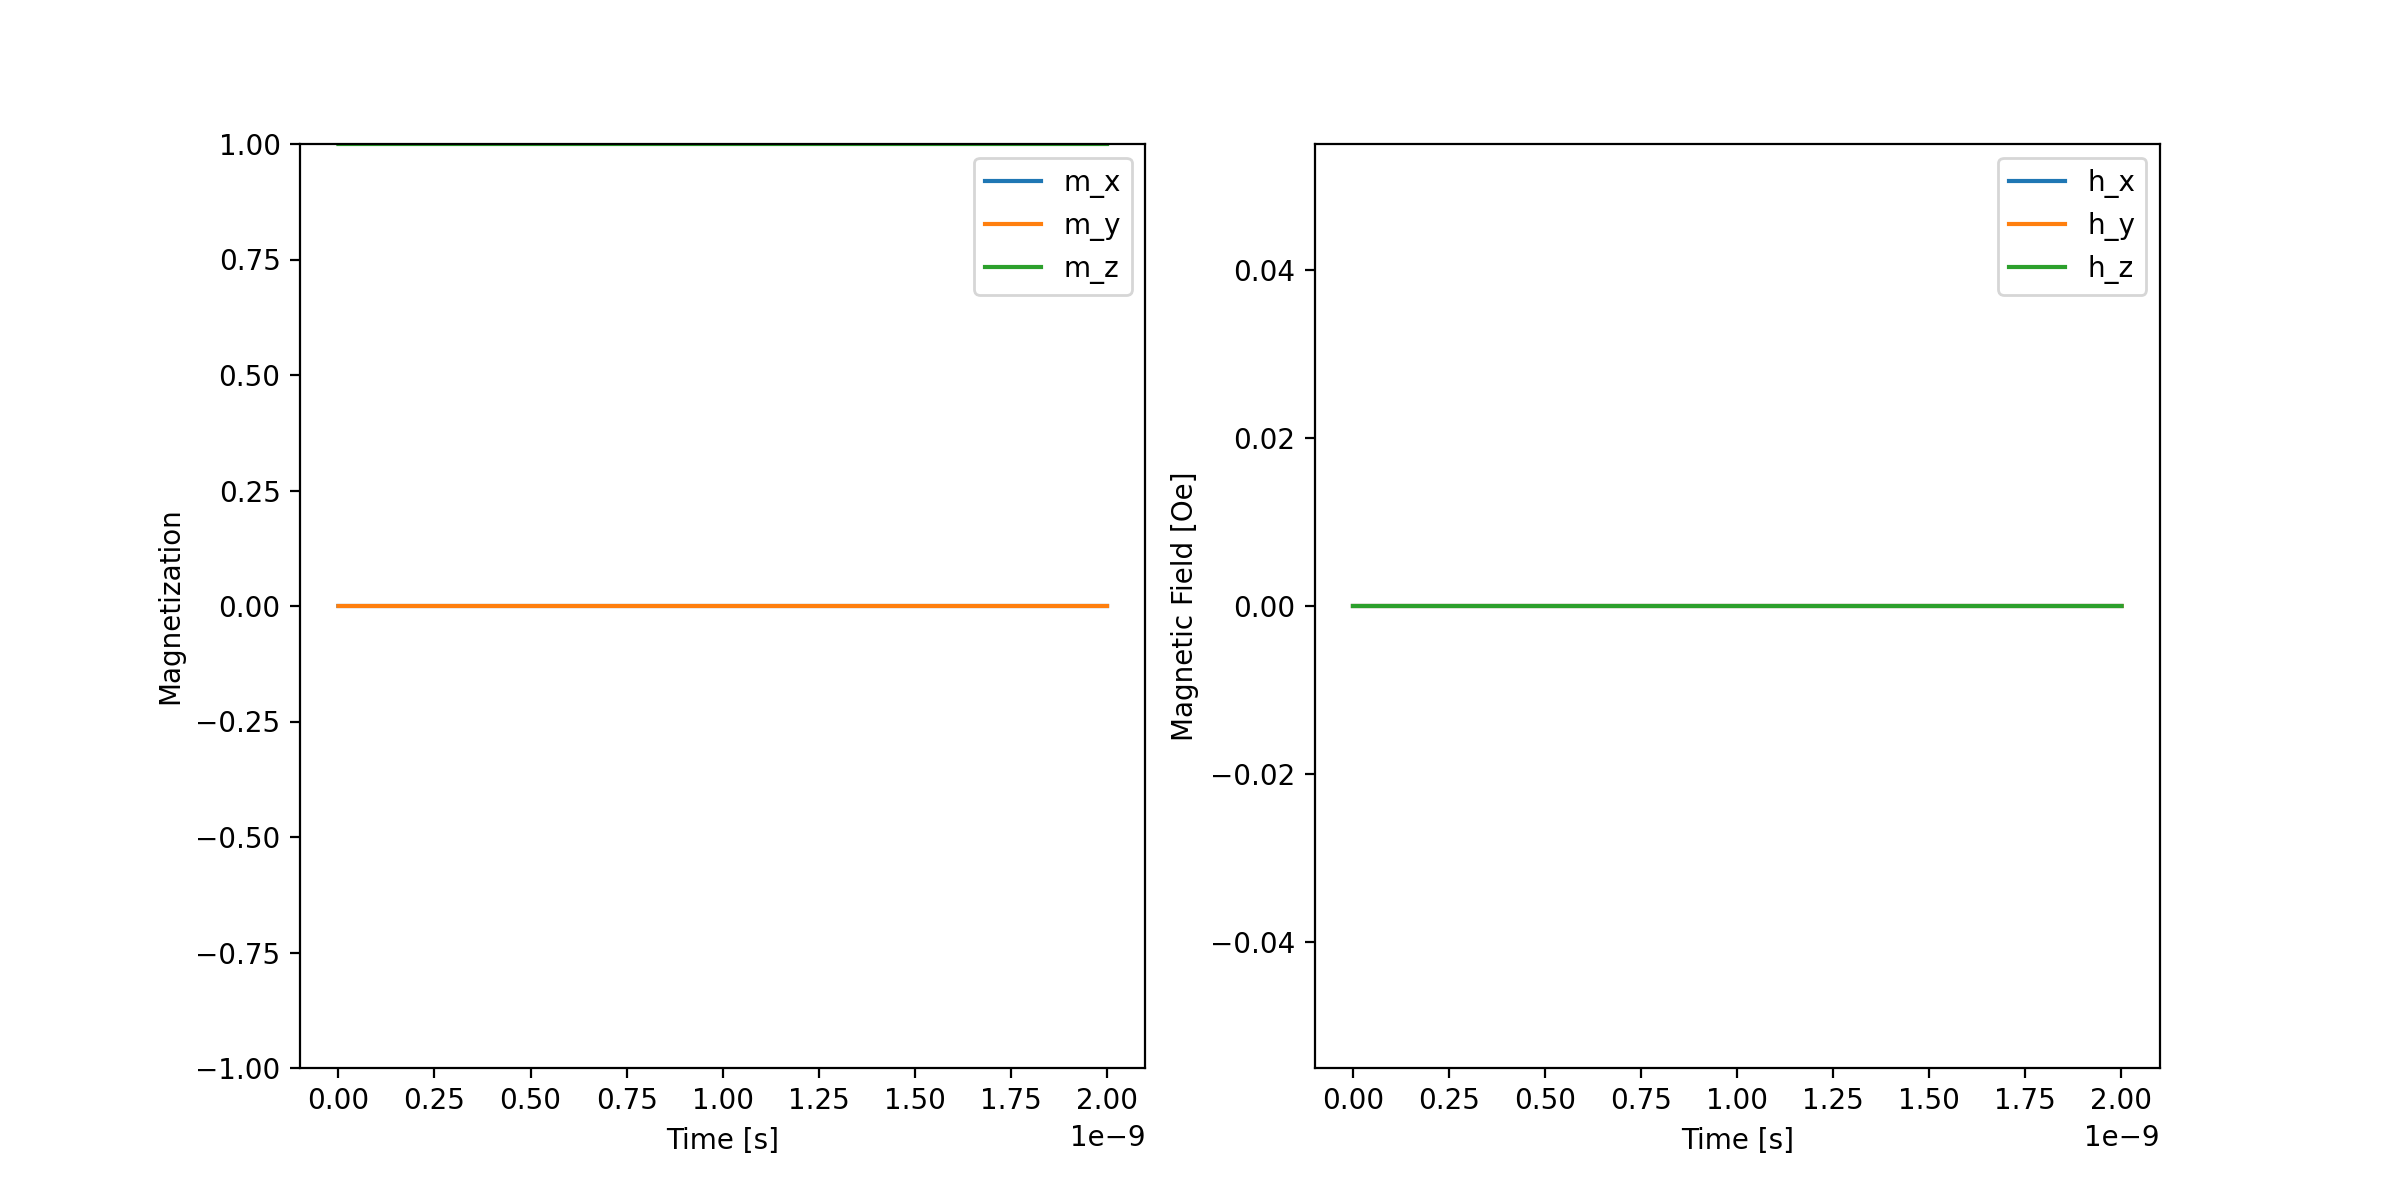 1.00
0.75
0.50
0.25
0.00
−0.25
−0.50
−0.75
−1.00
Magnetization
0.00 0.25 0.50 0.75 1.00 1.25 1.50 1.75 2.00
Time [s]
1e−9
m_x
m_y
m_z
0.04
0.02
0.00
−0.02
−0.04
Magnetic Field [Oe]
0.00 0.25 0.50 0.75 1.00 1.25 1.50 1.75 2.00
Time [s]
1e−9
h_x
h_y
h_z